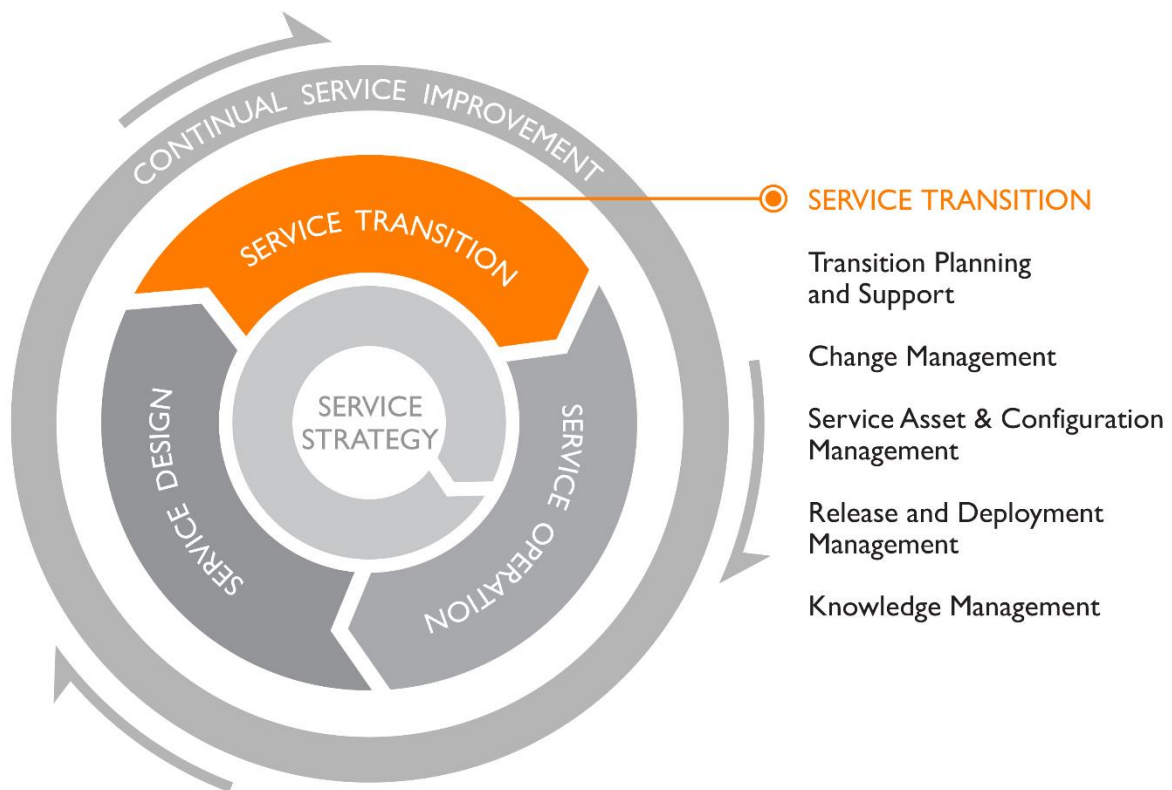 CONTINUAL SERVICE IMPROVEMENT
SERVICE TRANSITION
SERVICE DESIGN
SERVICE
STRATEGY
SERVICE OPERATION
SERVICE TRANSITION
Transition Planning
and Support
Change Management
Service Asset & Configuration
Management
Release and Deployment
Management
Knowledge Management